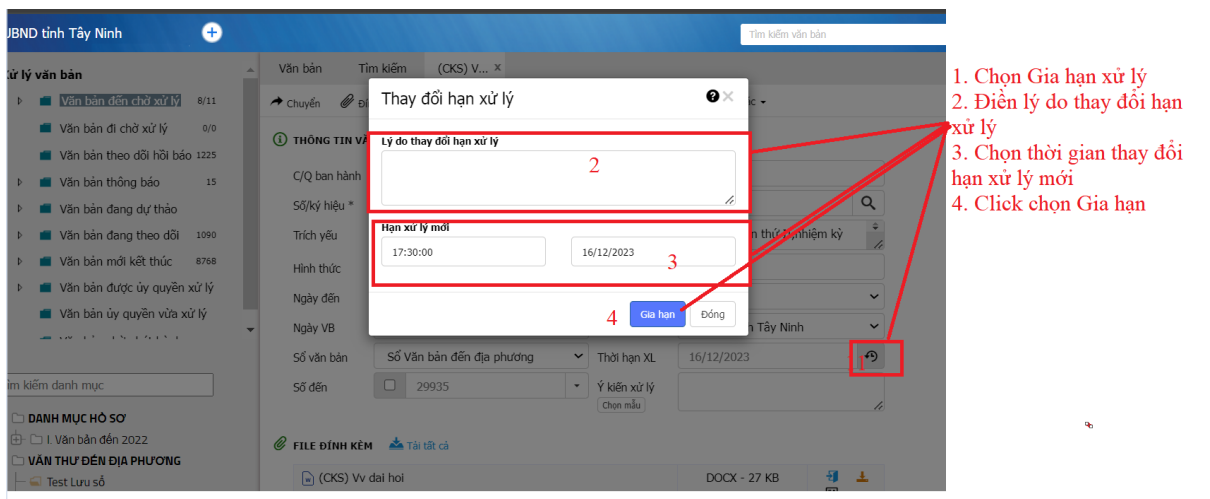 UBND tỉnh Tây Ninh
Tìm kiếm văn bản
Xử lý văn bản
Văn bản đến chờ xử lý 8/11
Văn bản đi chờ xử lý 0/0
Văn bản theo dõi hồi báo 1225
Văn bản thông báo 15
Văn bản đang dự thảo
Văn bản đang theo dõi 1090
Văn bản mới kết thúc 8768
Văn bản được ủy quyền xử lý
Văn bản ủy quyền vừa xử lý
Tìm kiếm danh mục
DANH MỤC HỒ SƠ
I. Văn bản đến 2022
VĂN THƯ ĐẾN ĐỊA PHƯƠNG
Test Lưu sổ
Văn bản Tìm kiếm (CKS) V... x
Chuyển
THÔNG TIN VĂ
C/Q ban hành
Số/ký hiệu *
Trích yếu
n thứ I, nhiệm kỳ
Hình thức
Ngày đến
Ngày VB
n Tây Ninh
Sổ văn bản Sổ Văn bản đến địa phương Thời hạn XL 16/12/2023
1
Số đến 29935 Ý kiến xử lý
Chọn mẫu
FILE ĐÍNH KÈM Tải tất cả
(CKS) Vv dai hoi DOCX - 27 KB
Thay đổi hạn xử lý
Lý do thay đổi hạn xử lý
2
Hạn xử lý mới
17:30:00 16/12/2023
3
4 Gia hạn Đóng
1. Chọn Gia hạn xử lý
2. Điền lý do thay đổi hạn
xử lý
3. Chọn thời gian thay đổi
hạn xử lý mới
4. Click chọn Gia hạn